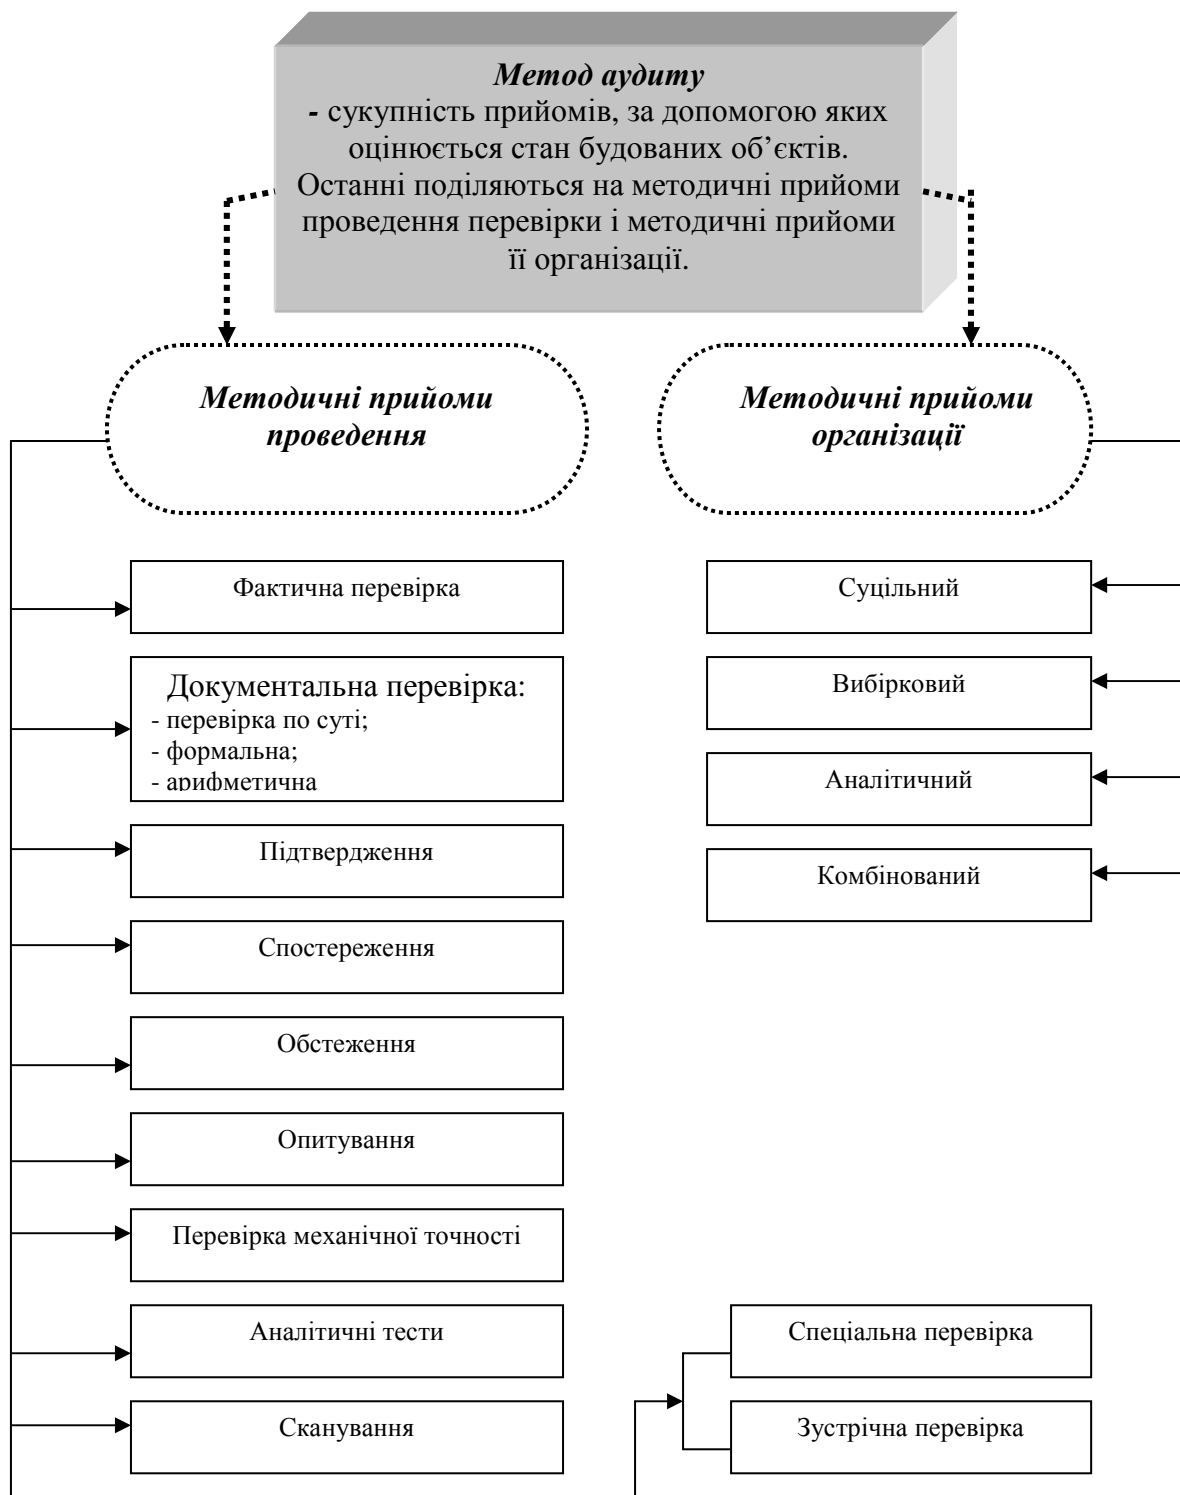 Метод аудиту
- сукупність прийомів, за допомогою яких
оцінюється стан будованих об’єктів.
Останні поділяються на методичні прийоми
проведення перевірки і методичні прийоми
її організації.
Методичні прийоми
проведення
Методичні прийоми
організації
Фактична перевірка
Документальна перевірка:
- перевірка по суті;
- формальна;
- арифметична
Підтвердження
Спостереження
Обстеження
Опитування
Перевірка механічної точності
Аналітичні тести
Сканування
Суцільний
Вибірковий
Аналітичний
Комбінований
Спеціальна перевірка
Зустрічна перевірка